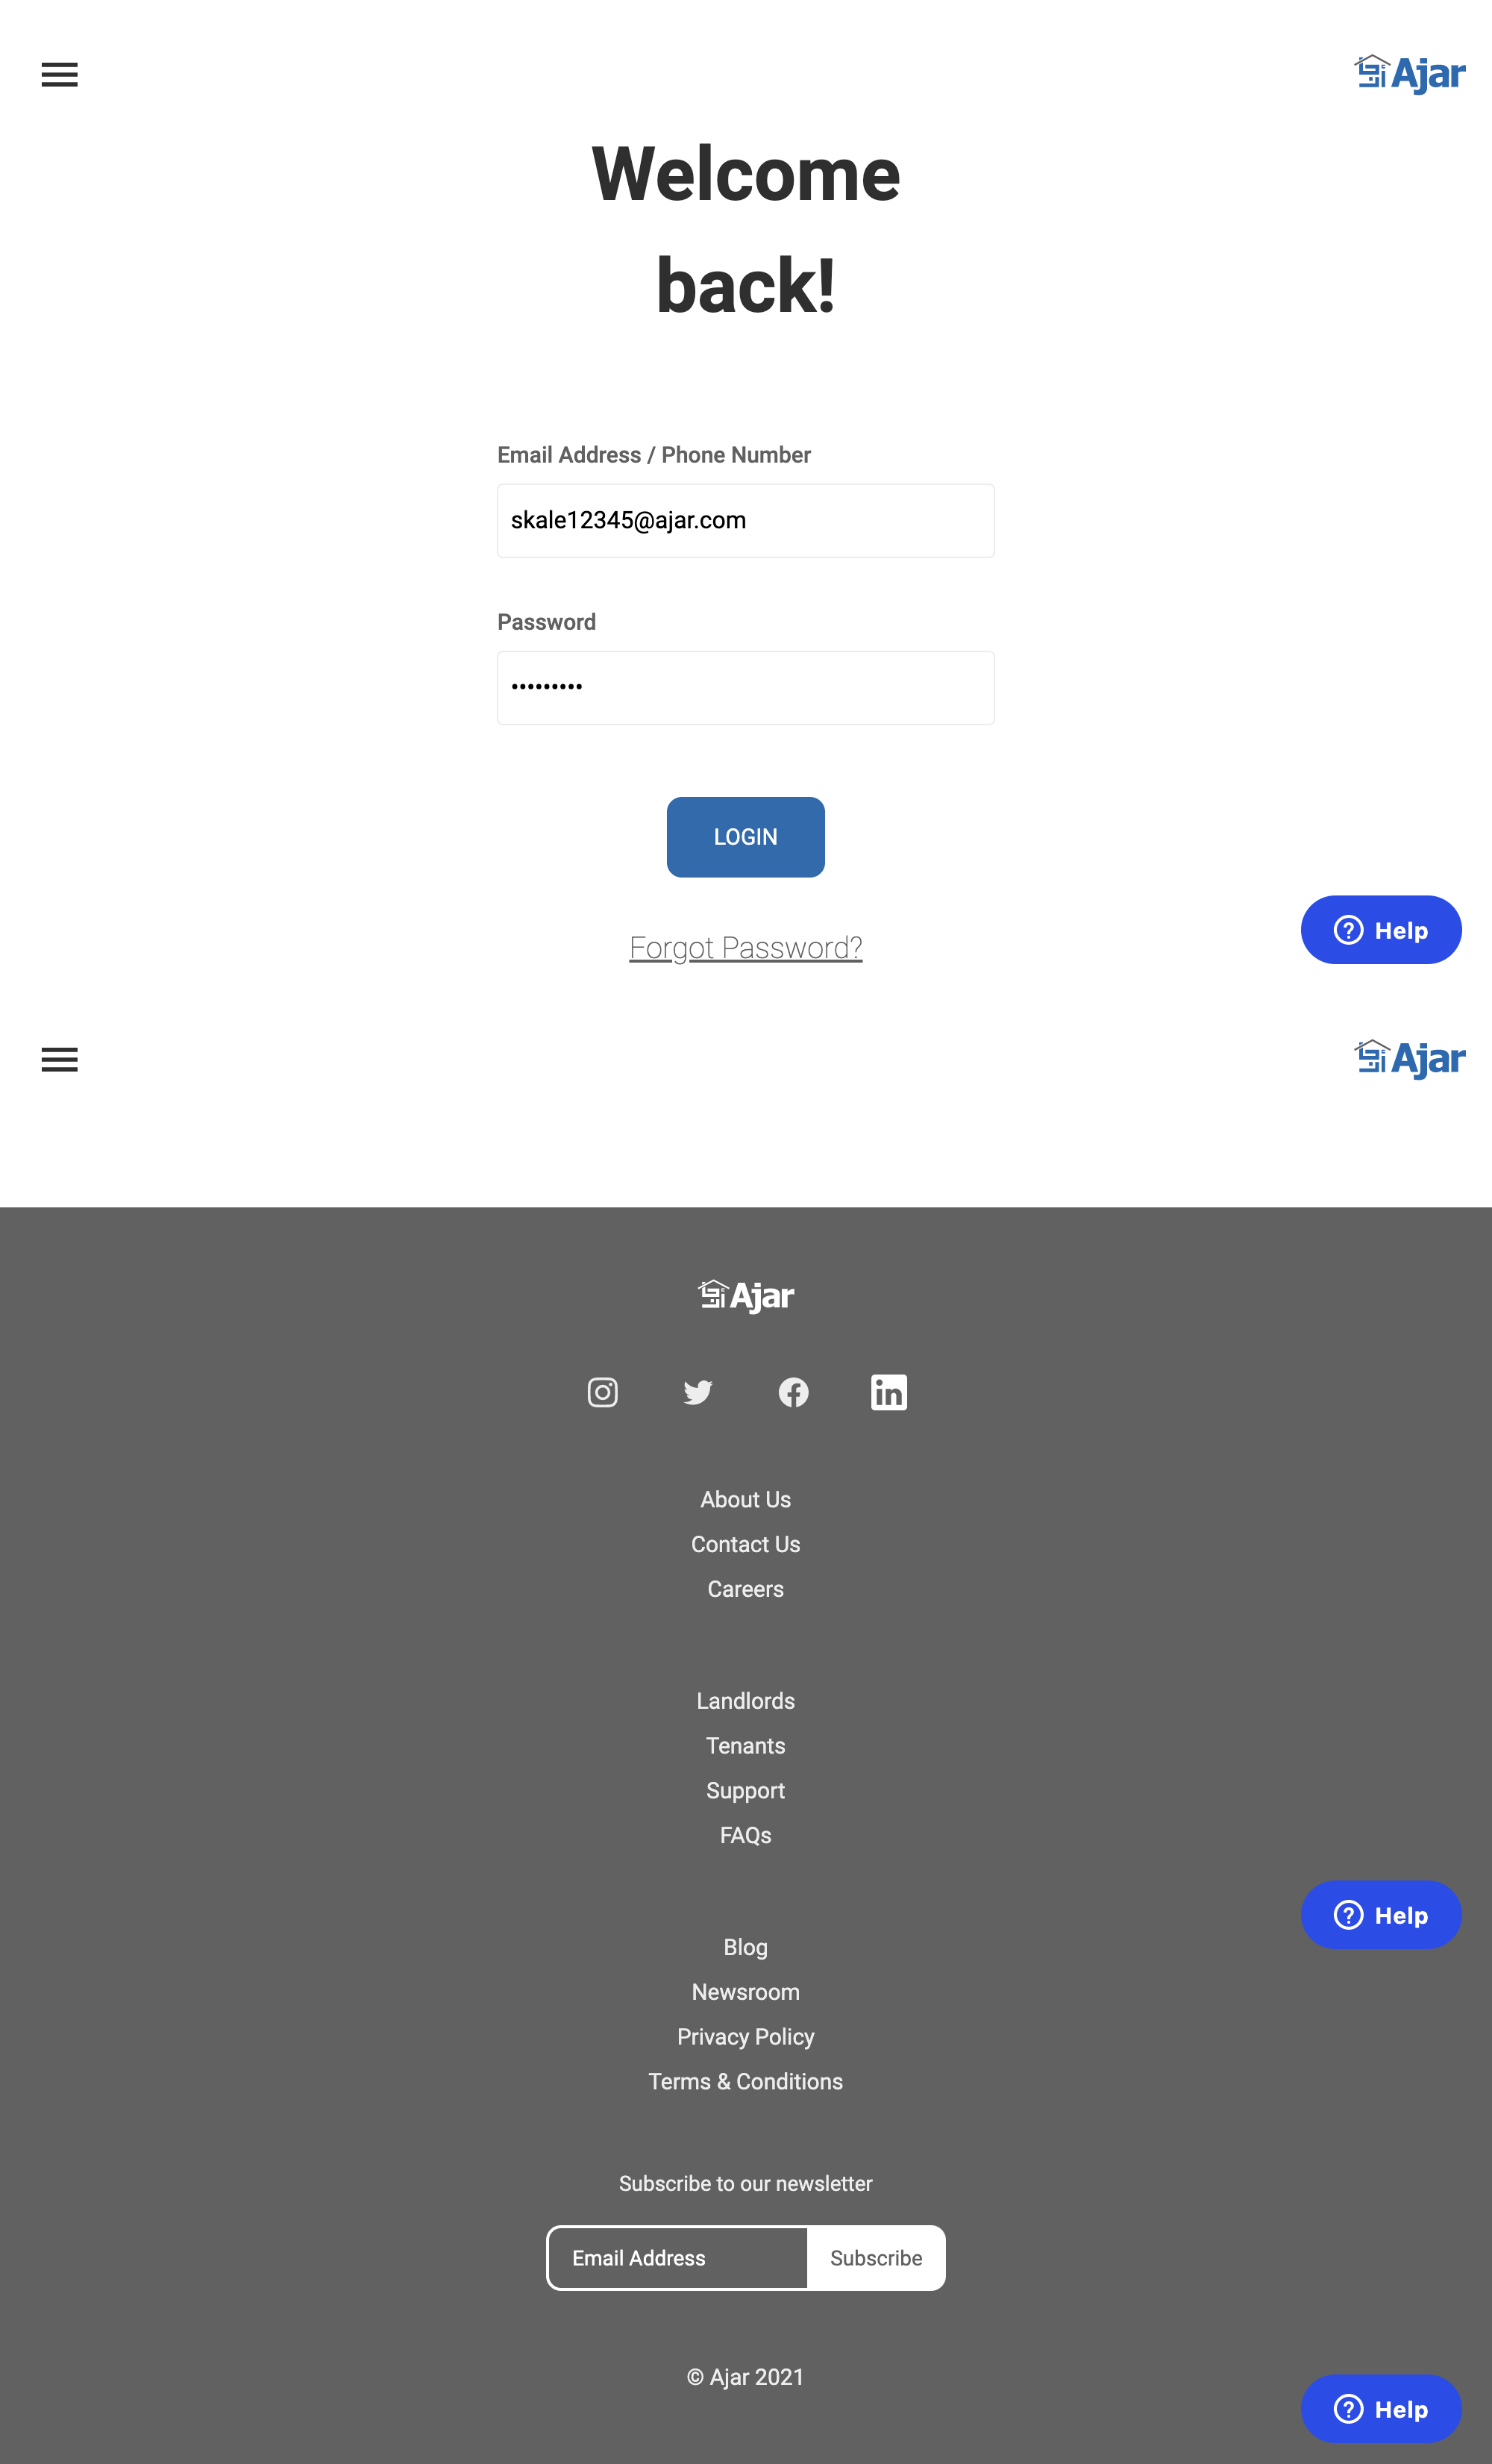 Ajar
Welcome
back!
Email Address / Phone Number
skale12345@ajar.com
Password
•••••••••
LOGIN
Forgot Password?
Help
Ajar
Ajar
About Us
Contact Us
Careers
Landlords
Tenants
Support
FAQs
Help
Blog
Newsroom
Privacy Policy
Terms & Conditions
Subscribe to our newsletter
Email Address Subscribe
© Ajar 2021
Help